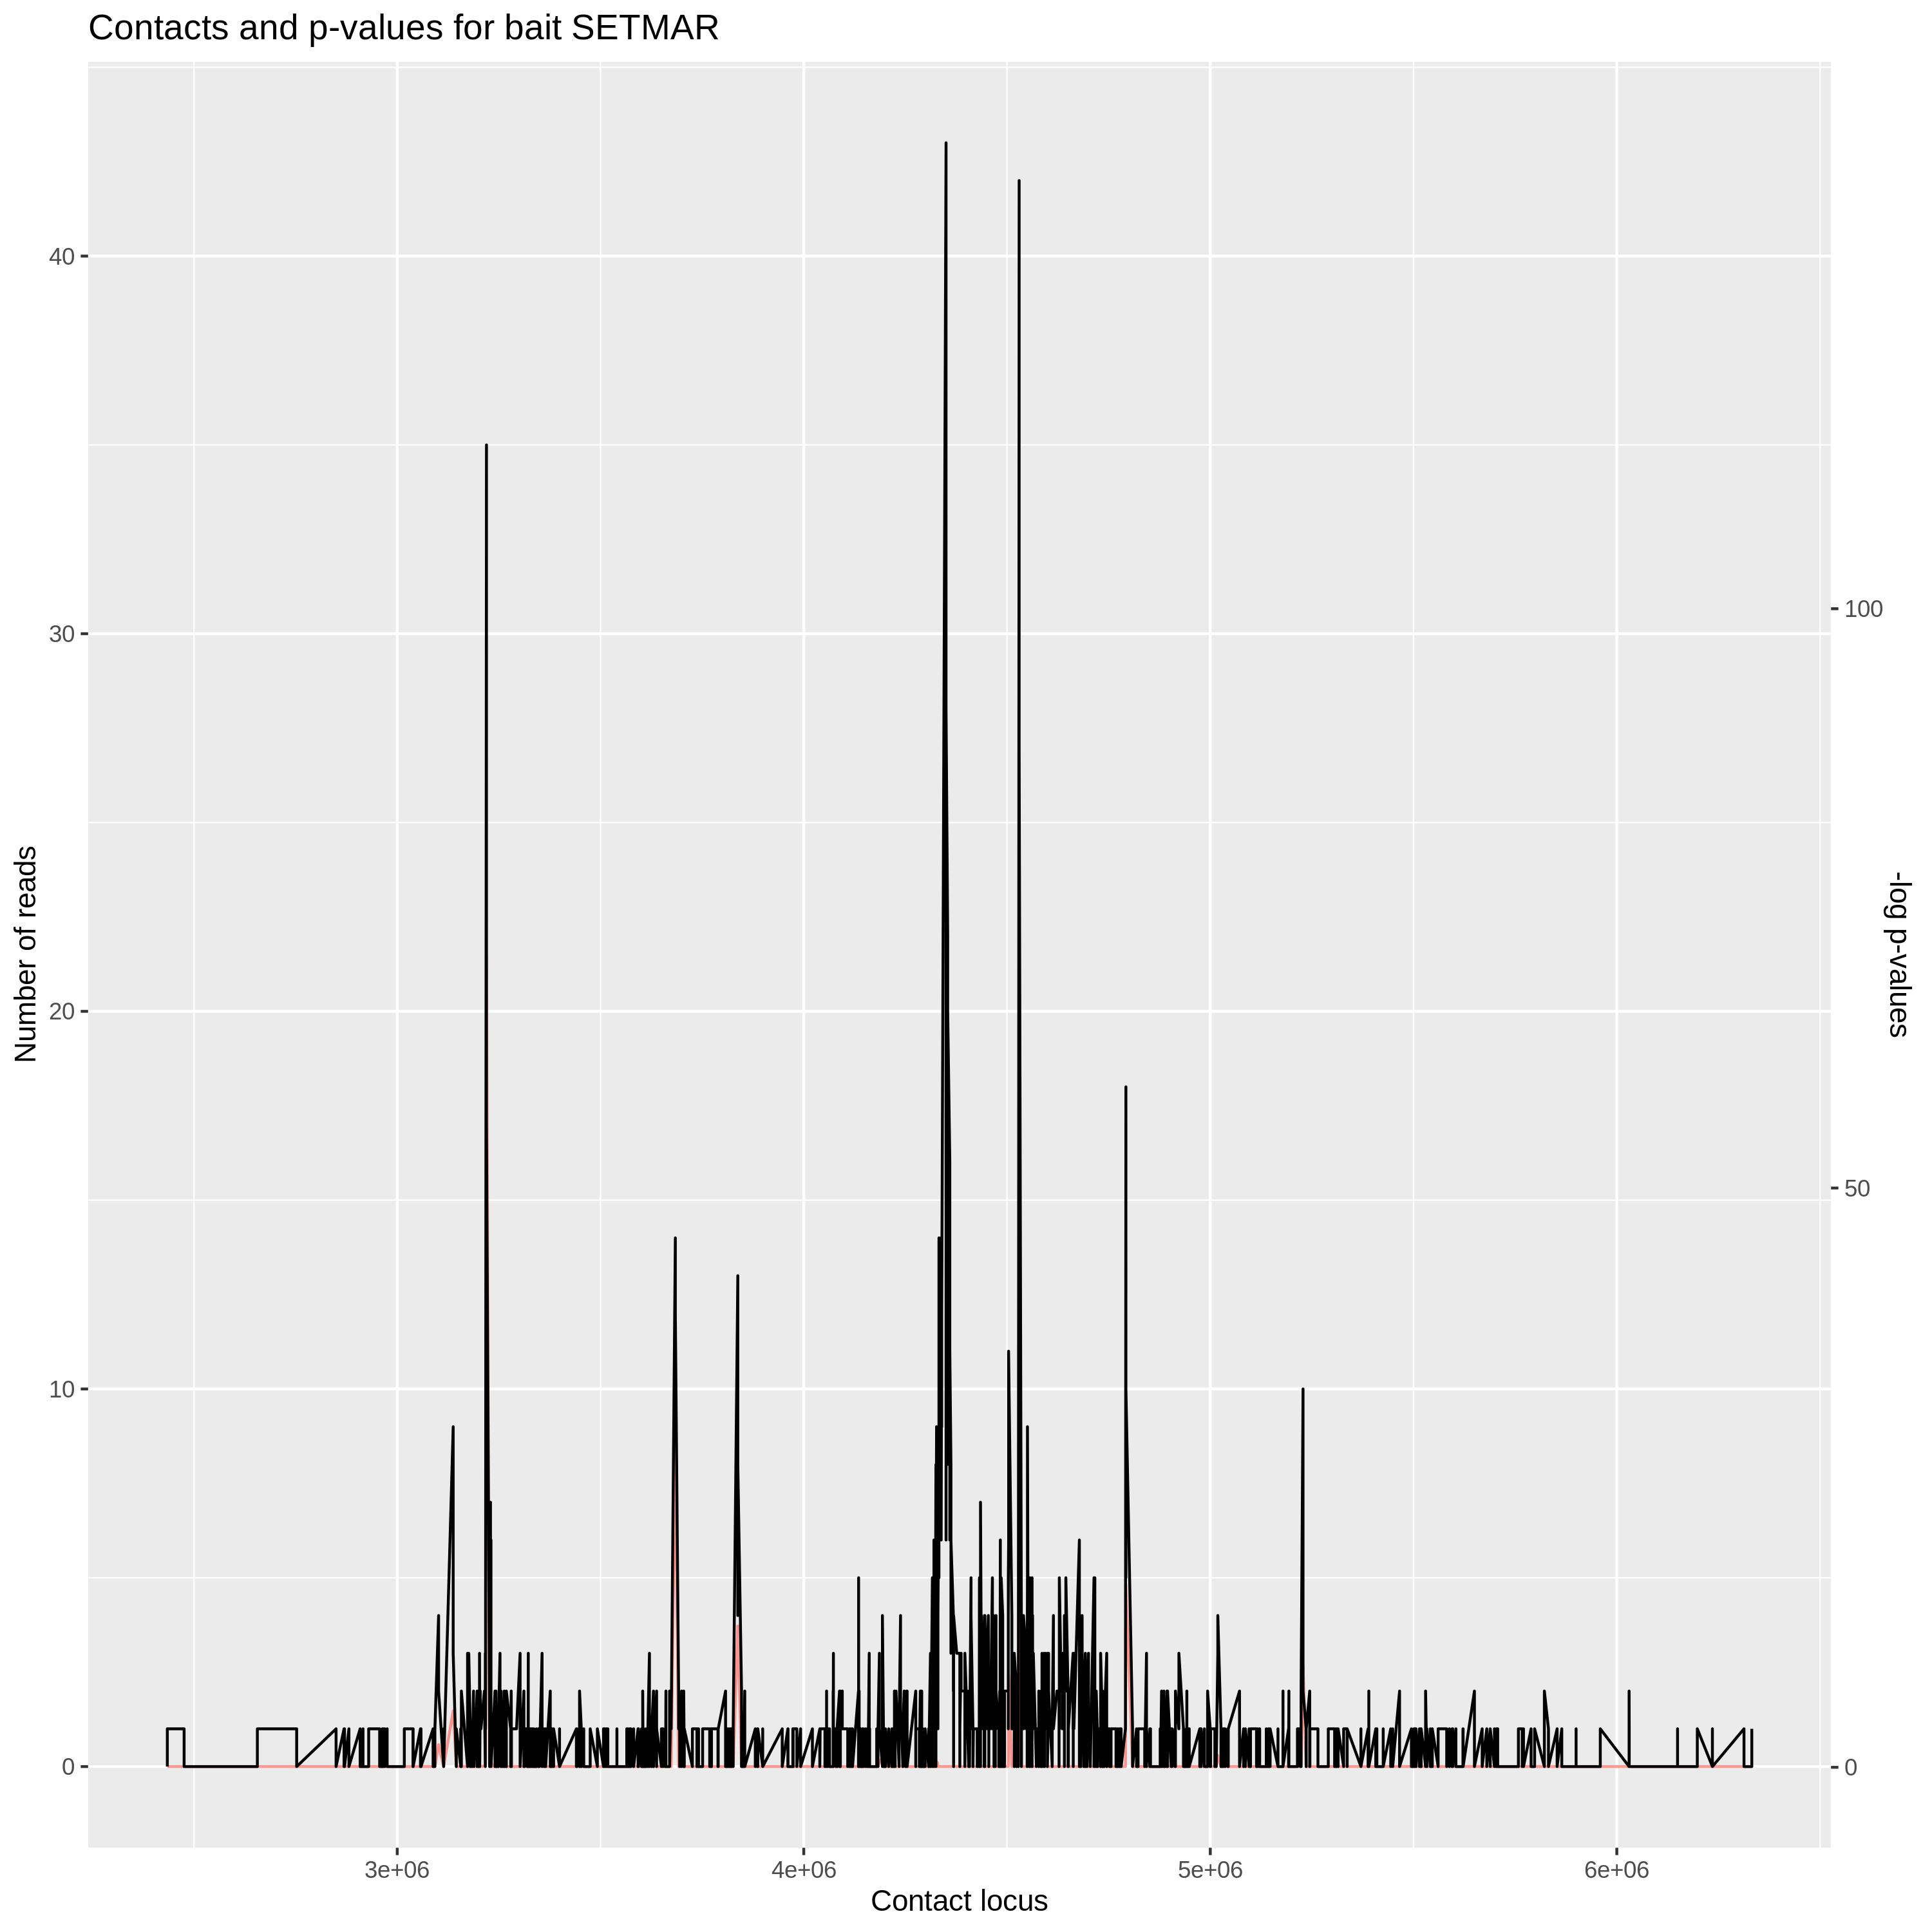 Contacts and p-values for bait SETMAR
40
30
20
10
0
Number of reads
100
50
0
-log p-values
3e+06
4e+06
5e+06
6e+06
Contact locus